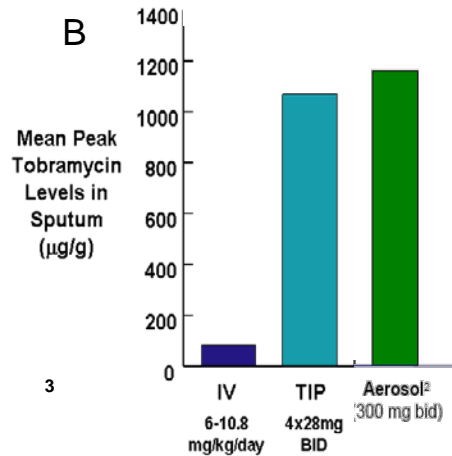 B
1400
1200
1000
800
600
400
200
0
Mean Peak
Tobramycin
Levels in
Sputum
(μg/g)
3
IV
6-10.8
mg/kg/day
TIP
4x28mg
BID
Aerosol²
(300 mg bid)